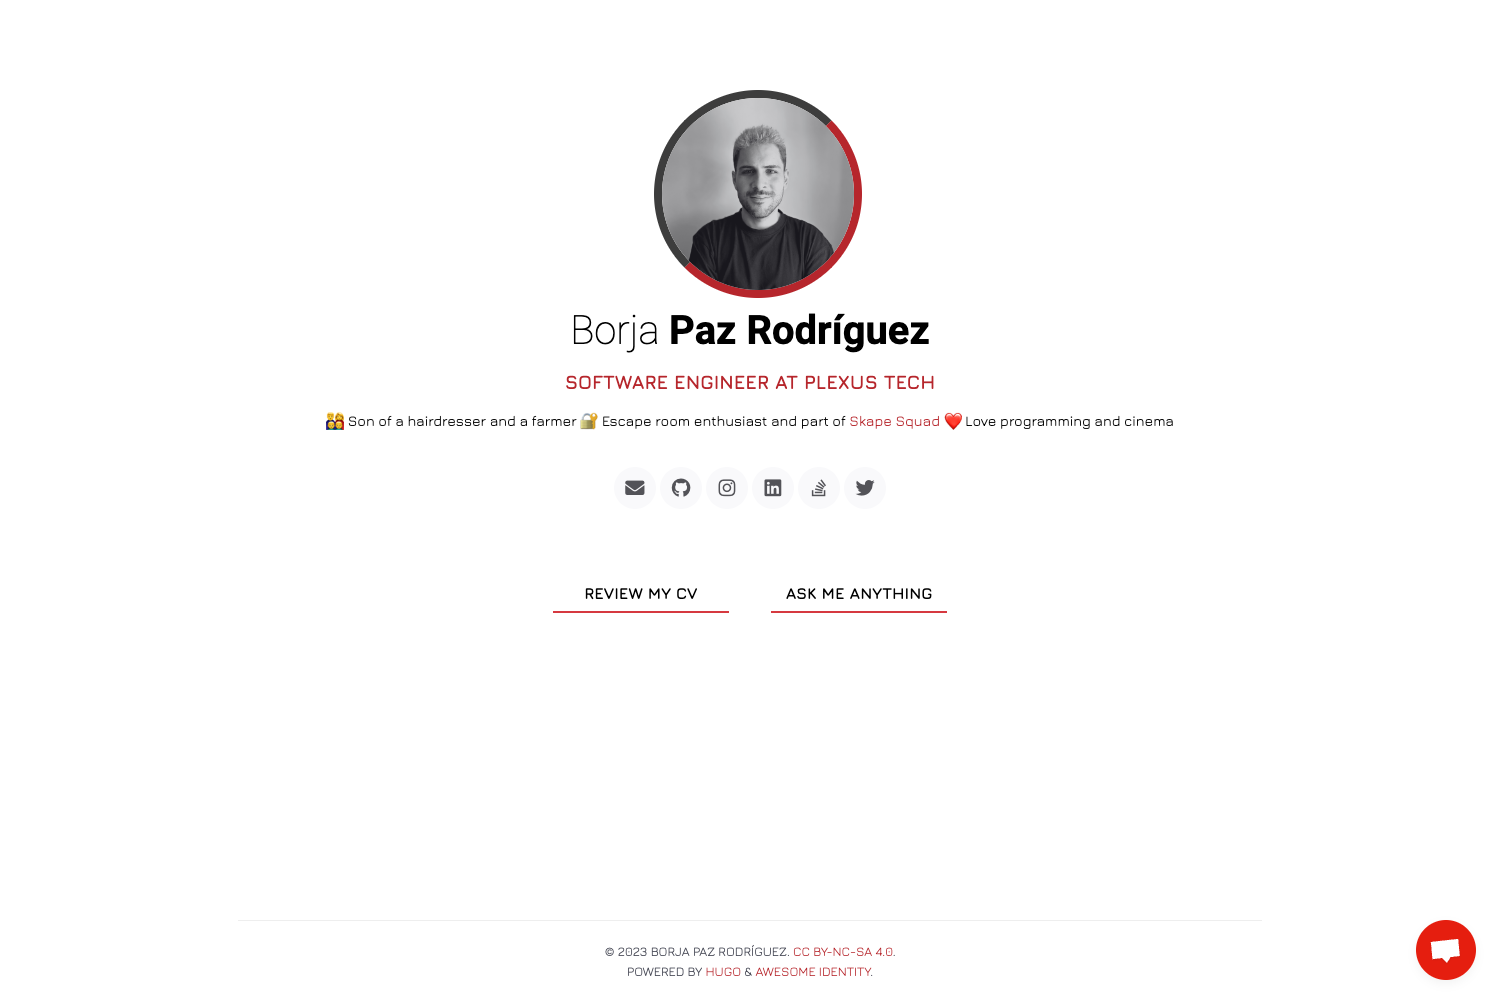 Borja Paz Rodríguez
SOFTWARE ENGINEER AT PLEXUS TECH
👨‍👩‍👧‍👦 Son of a hairdresser and a farmer 🔐 Escape room enthusiast and part of Skape Squad ❤️ Love programming and cinema
REVIEW MY CV ASK ME ANYTHING
© 2023 BORJA PAZ RODRÍGUEZ. CC BY-NC-SA 4.0.
POWERED BY HUGO & AWESOME IDENTITY.